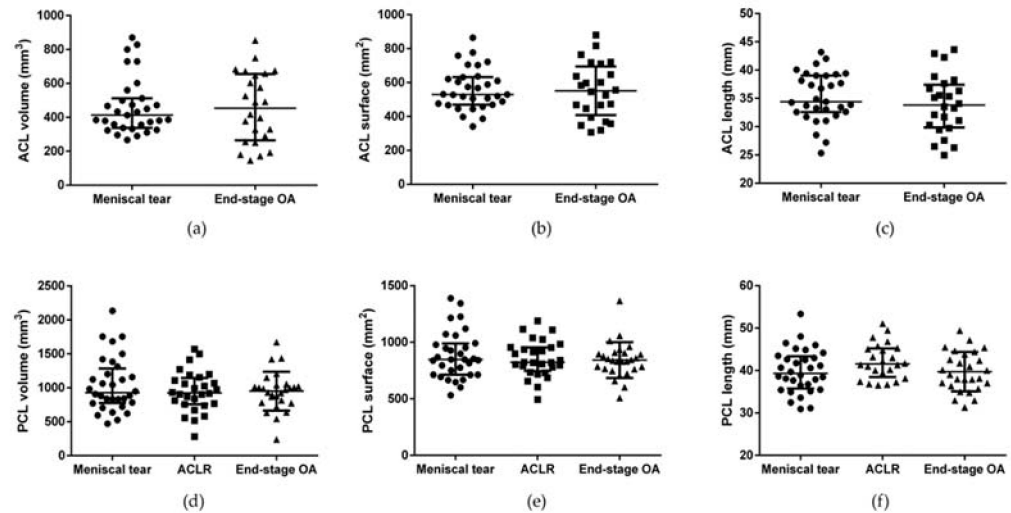 ACL volume (mm3)
1000
800
600
400
200
0
Meniscal tear End-stage OA
(a)
ACL surface (mm2)
1000
800
600
400
200
0
Meniscal tear End-stage OA
(b)
ACL length (mm)
50
45
40
35
30
25
20
Meniscal tear End-stage OA
(c)
PCL volume (mm3)
2500
2000
1500
1000
500
0
Meniscal tear ACLR End-stage OA
(d)
PCL surface (mm2)
1500
1000
500
0
Meniscal tear ACLR End-stage OA
(e)
PCL length (mm)
60
50
40
30
20
Meniscal tear ACLR End-stage OA
(f)